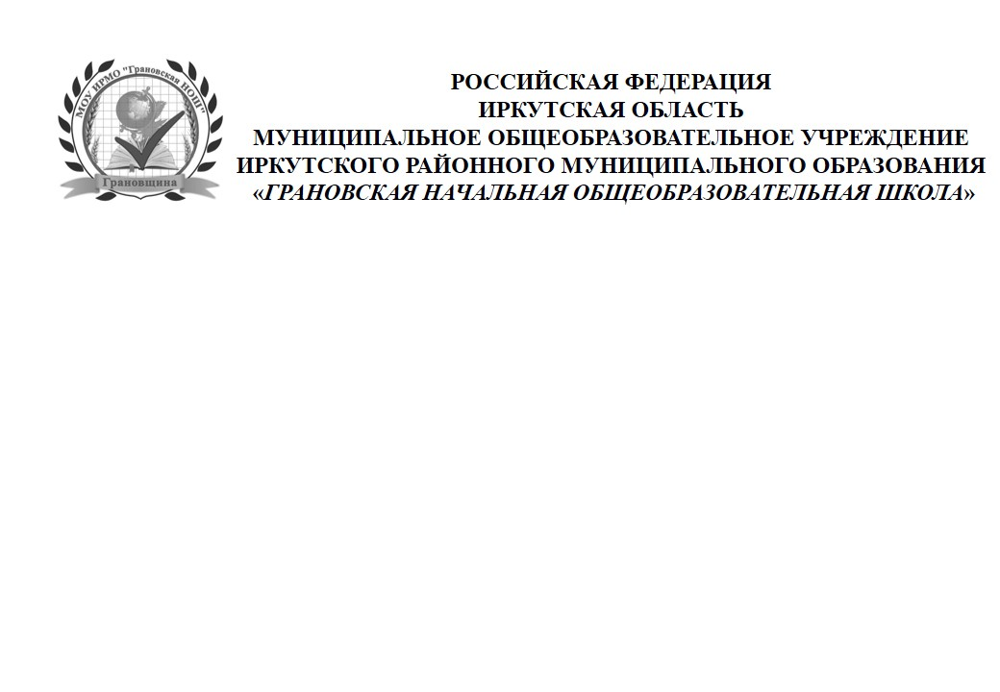 МОУ ИРМО "Грановская НОШ"
Грановщина
РОССИЙСКАЯ ФЕДЕРАЦИЯ
ИРКУТСКАЯ ОБЛАСТЬ
МУНИЦИПАЛЬНОЕ ОБЩЕОБРАЗОВАТЕЛЬНОЕ УЧРЕЖДЕНИЕ
ИРКУТСКОГО РАЙОННОГО МУНИЦИПАЛЬНОГО ОБРАЗОВАНИЯ
«ГРАНОВСКАЯ НАЧАЛЬНАЯ ОБЩЕОБРАЗОВАТЕЛЬНАЯ ШКОЛА»